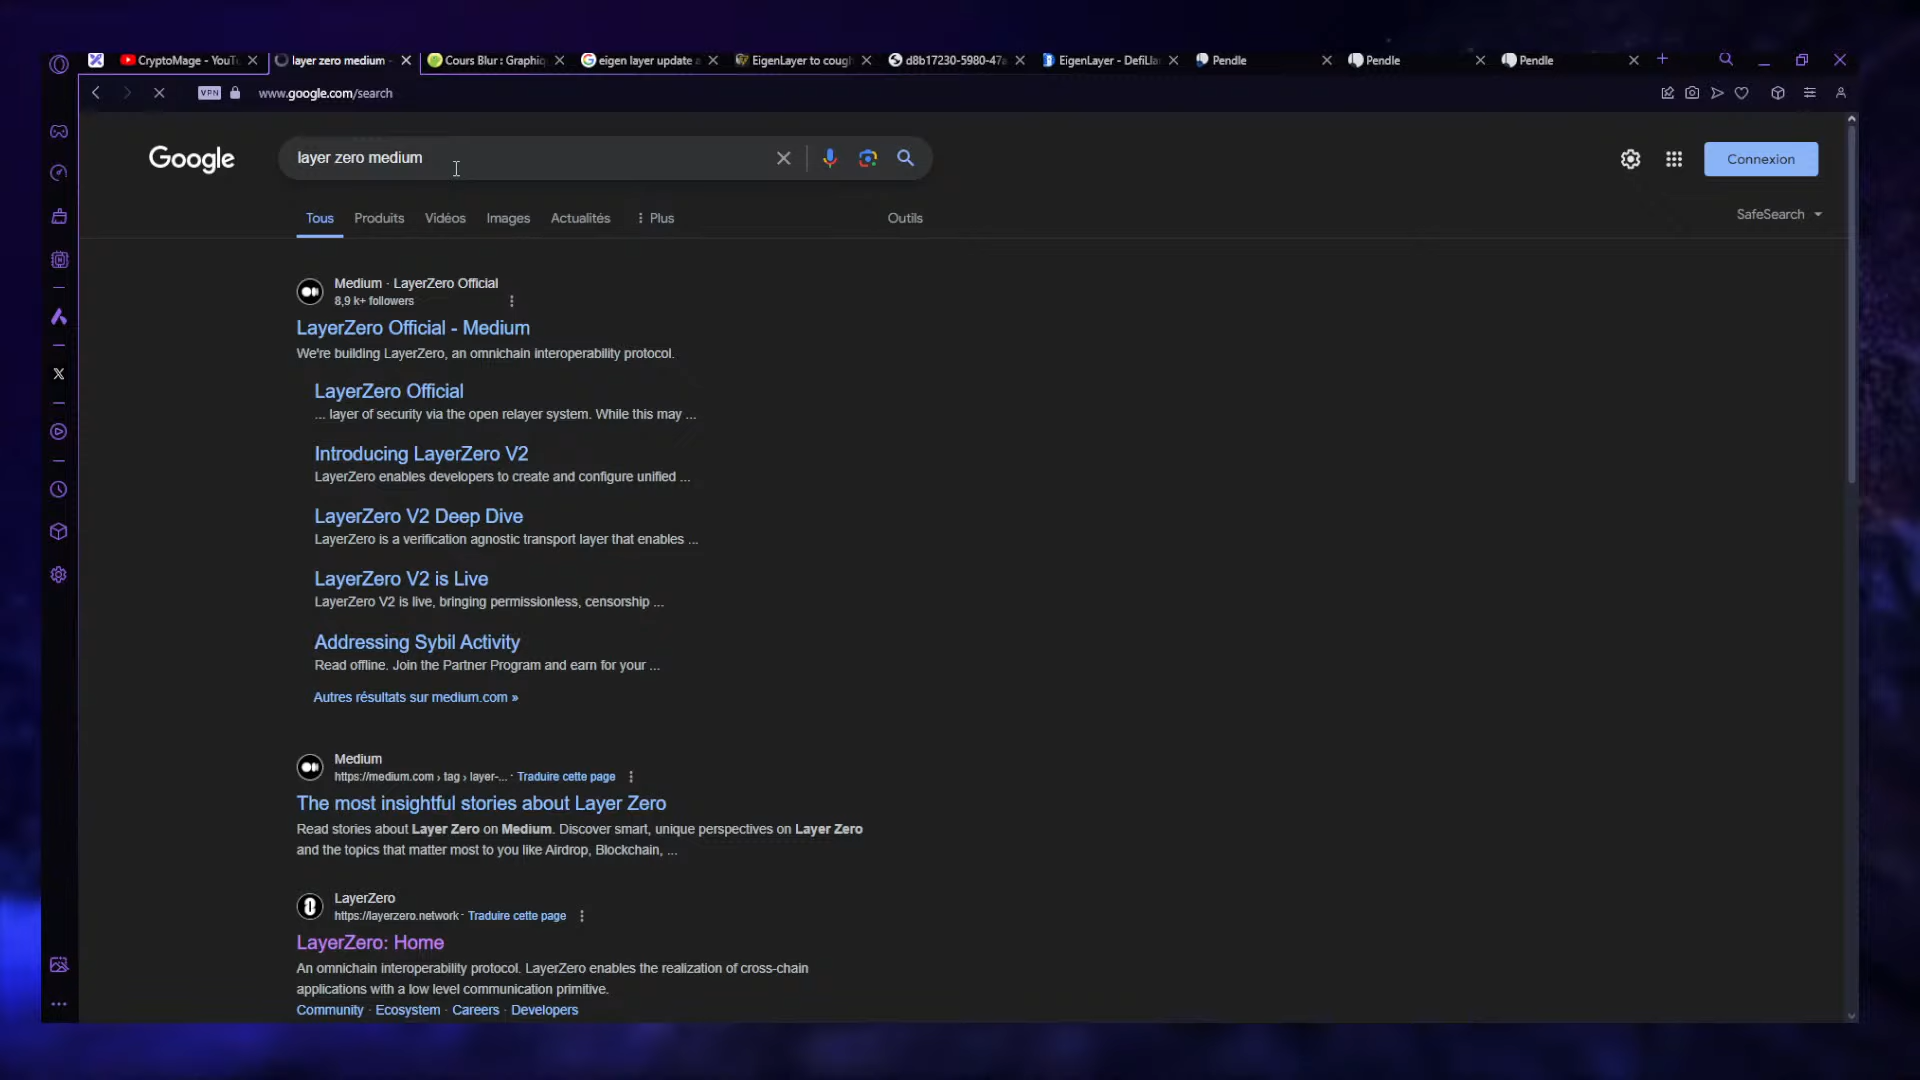 CryptoMage - YouTu
layer zero medium -
Cours Blur : Graphiq
eigen layer update a
EigenLayer to cough
d8b17230-5980-47a
EigenLayer - DefiLla
Pendle
Pendle
Pendle
VPN
www.google.com/search
Google
layer zero medium
Connexion
Tous
Produits
Vidéos
Images
Actualités
Plus
Outils
SafeSearch
Medium · LayerZero Official
8,9 k+ followers
LayerZero Official - Medium
We're building LayerZero, an omnichain interoperability protocol.
LayerZero Official
... layer of security via the open relayer system. While this may ...
Introducing LayerZero V2
LayerZero enables developers to create and configure unified ...
LayerZero V2 Deep Dive
LayerZero is a verification agnostic transport layer that enables ...
LayerZero V2 is Live
LayerZero V2 is live, bringing permissionless, censorship ...
Addressing Sybil Activity
Read offline. Join the Partner Program and earn for your ...
Autres résultats sur medium.com »
Medium
https://medium.com › tag › layer-... · Traduire cette page
The most insightful stories about Layer Zero
Read stories about Layer Zero on Medium. Discover smart, unique perspectives on Layer Zero
and the topics that matter most to you like Airdrop, Blockchain, ...
LayerZero
https://layerzero.network · Traduire cette page
LayerZero: Home
An omnichain interoperability protocol. LayerZero enables the realization of cross-chain
applications with a low level communication primitive.
Community · Ecosystem · Careers · Developers